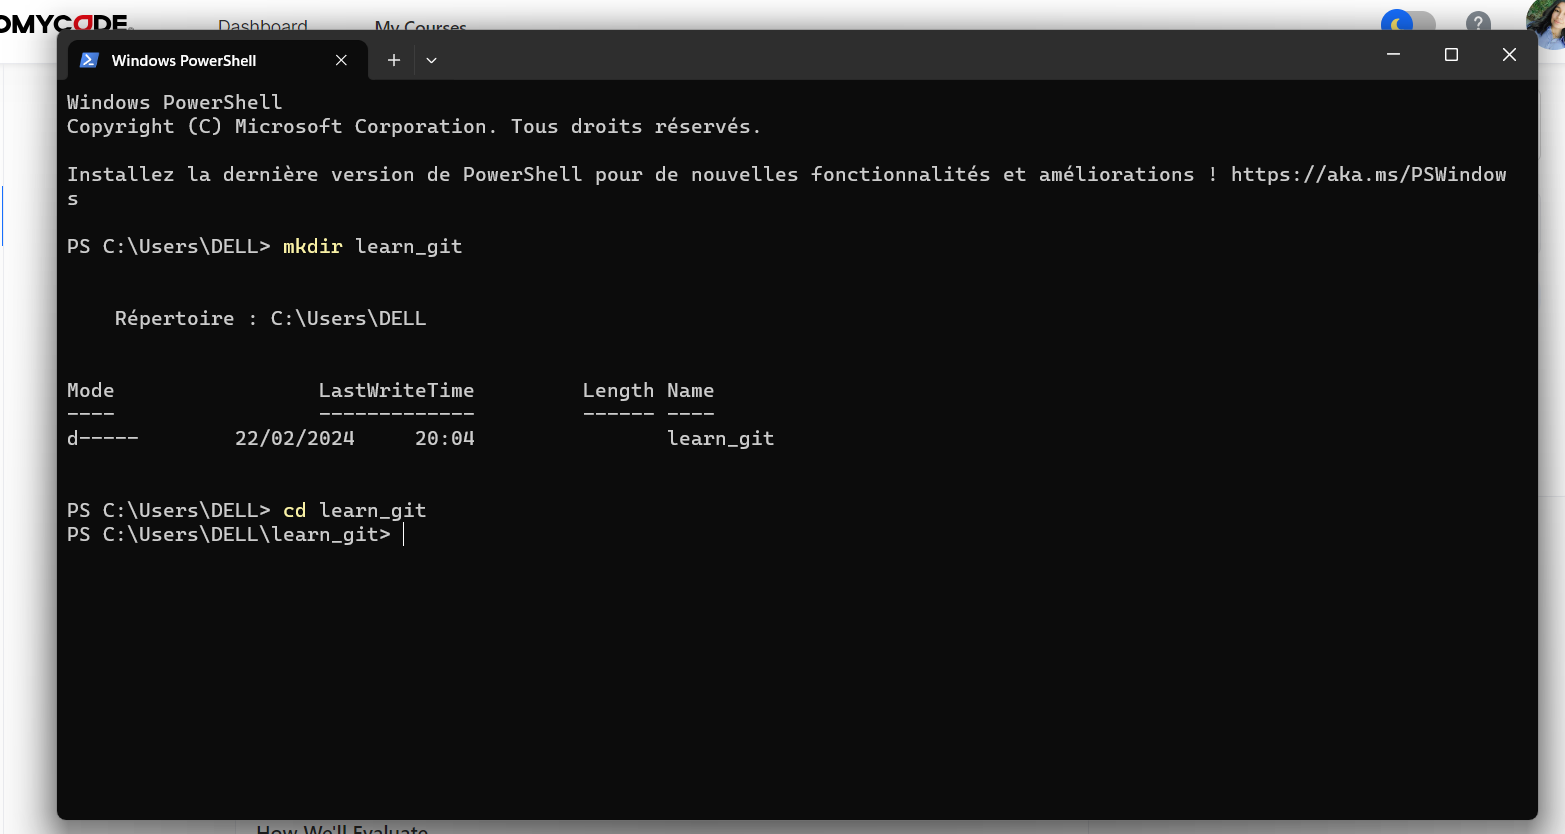 OMYCODE
Dashboard
My Courses
?
Windows PowerShell
Windows PowerShell
Copyright (C) Microsoft Corporation. Tous droits réservés.
Installez la dernière version de PowerShell pour de nouvelles fonctionnalités et améliorations ! https://aka.ms/PSWindow
s
PS C:\Users\DELL> mkdir learn_git
Répertoire : C:\Users\DELL
Mode LastWriteTime Length Name
---- ------------- ------ ----
d----- 22/02/2024 20:04 learn_git
PS C:\Users\DELL> cd learn_git
PS C:\Users\DELL\learn_git>
How We'll Evaluate